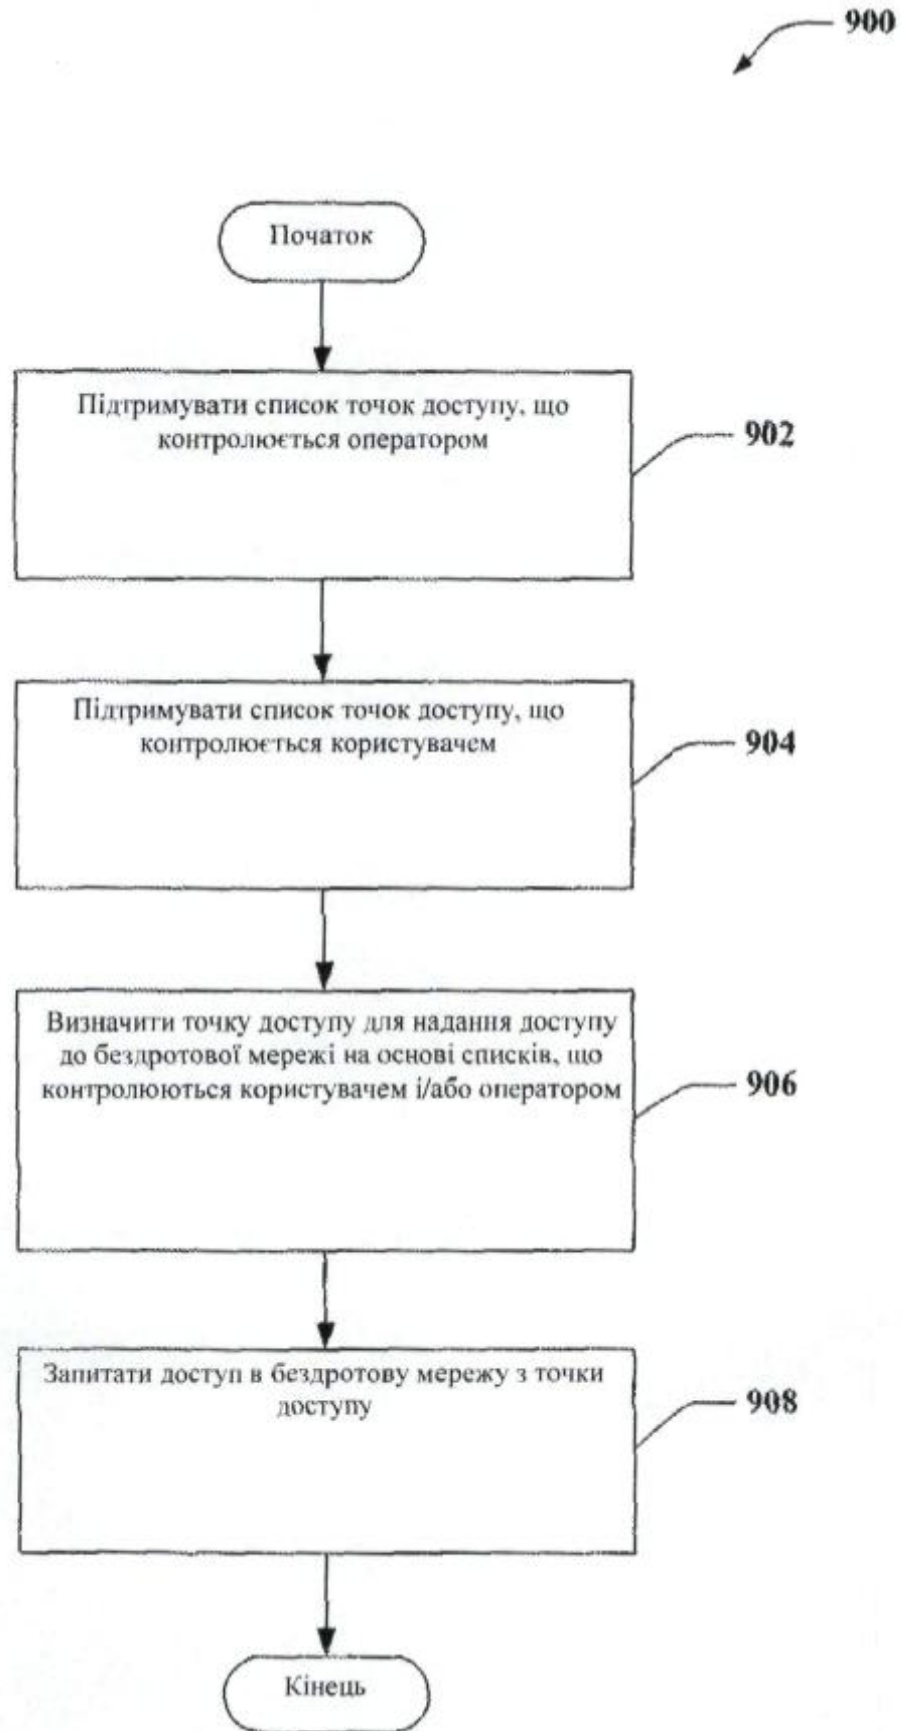 900
Початок
Підтримувати список точок доступу, що
контролюється оператором
902
Підтримувати список точок доступу, що
контролюється користувачем
904
Визначити точку доступу для надання доступу
до бездротової мережі на основі списків, що
контролюються користувачем і/або оператором
906
Запитати доступ в бездротову мережу з точки
доступу
908
Кінець